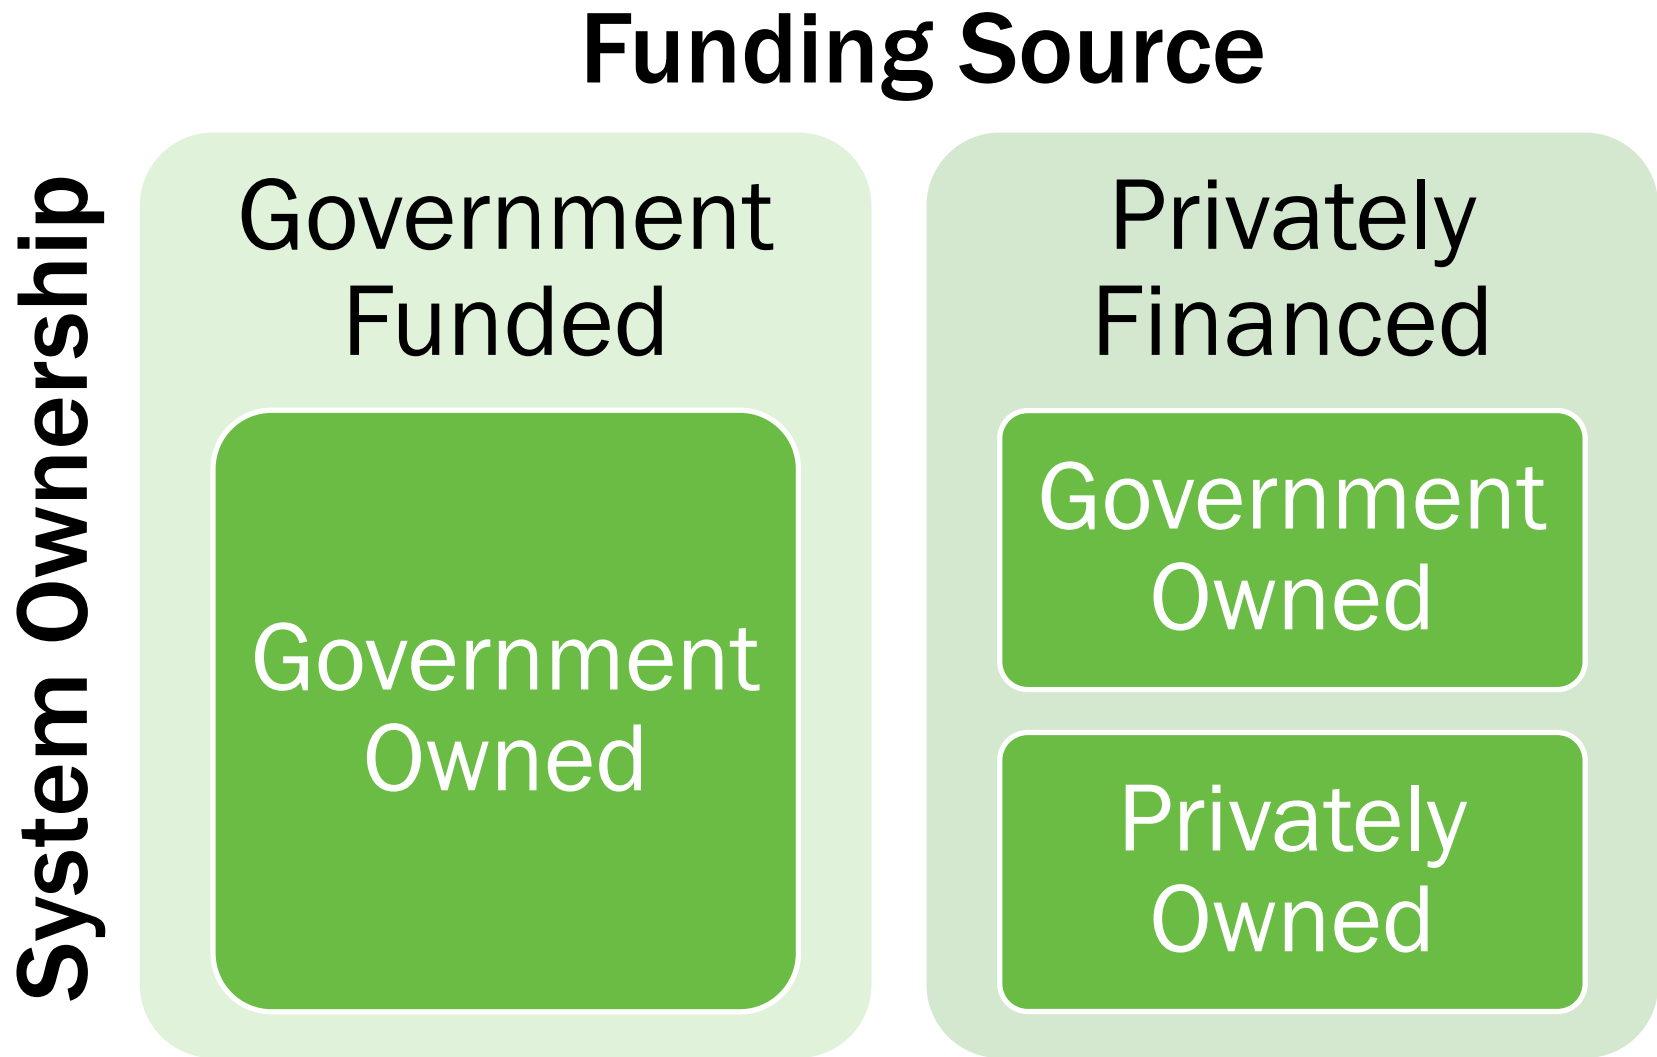 Funding Source
System Ownership
Government
Funded
Government
Owned
Privately
Financed
Government
Owned
Privately
Owned